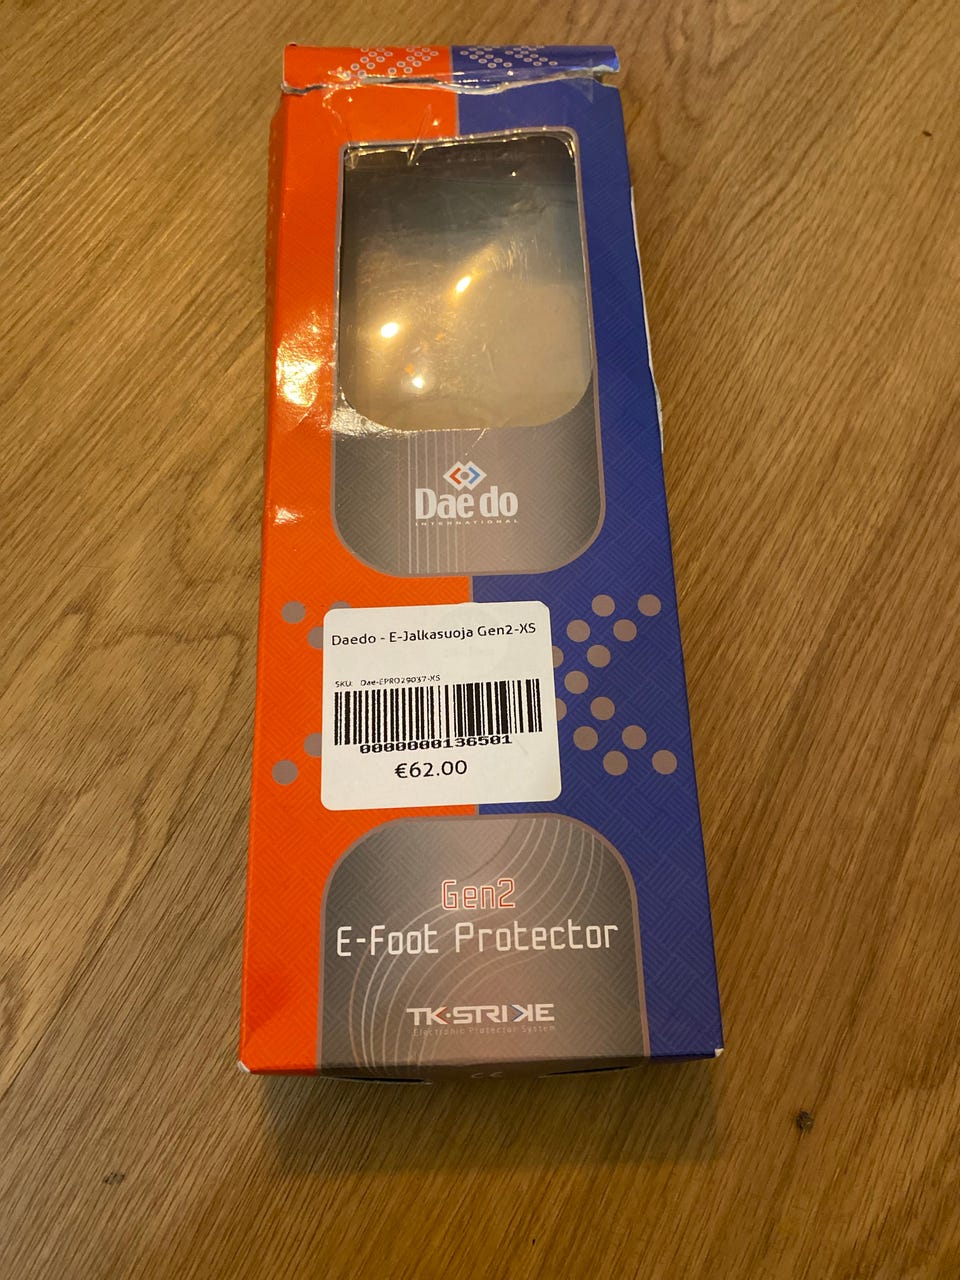 Daedo
INTERNATIONAL
Daedo - E-Jalkasuoja Gen2-XS
SKU: Dae-EPRO29037-XS
0000000136501
€62.00
Gen2
E-Foot Protector
TK-STRIKE
Electronic Protector System
CE